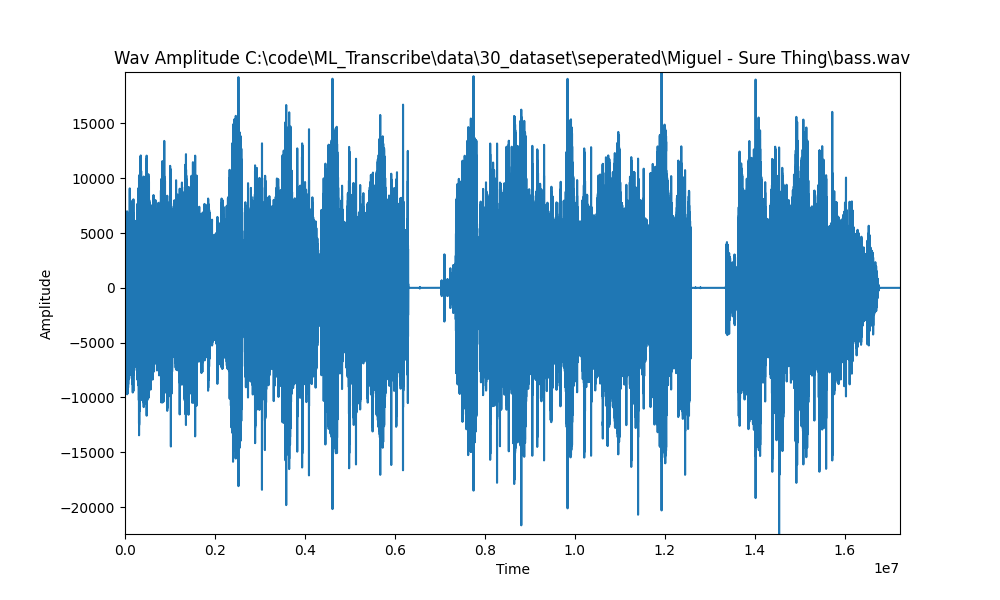 Wav Amplitude C:\code\ML_Transcribe\data\30_dataset\seperated\Miguel - Sure Thing\bass.wav
15000
10000
5000
0
−5000
−10000
−15000
−20000
Amplitude
0.0 0.2 0.4 0.6 0.8 1.0 1.2 1.4 1.6
1e7
Time